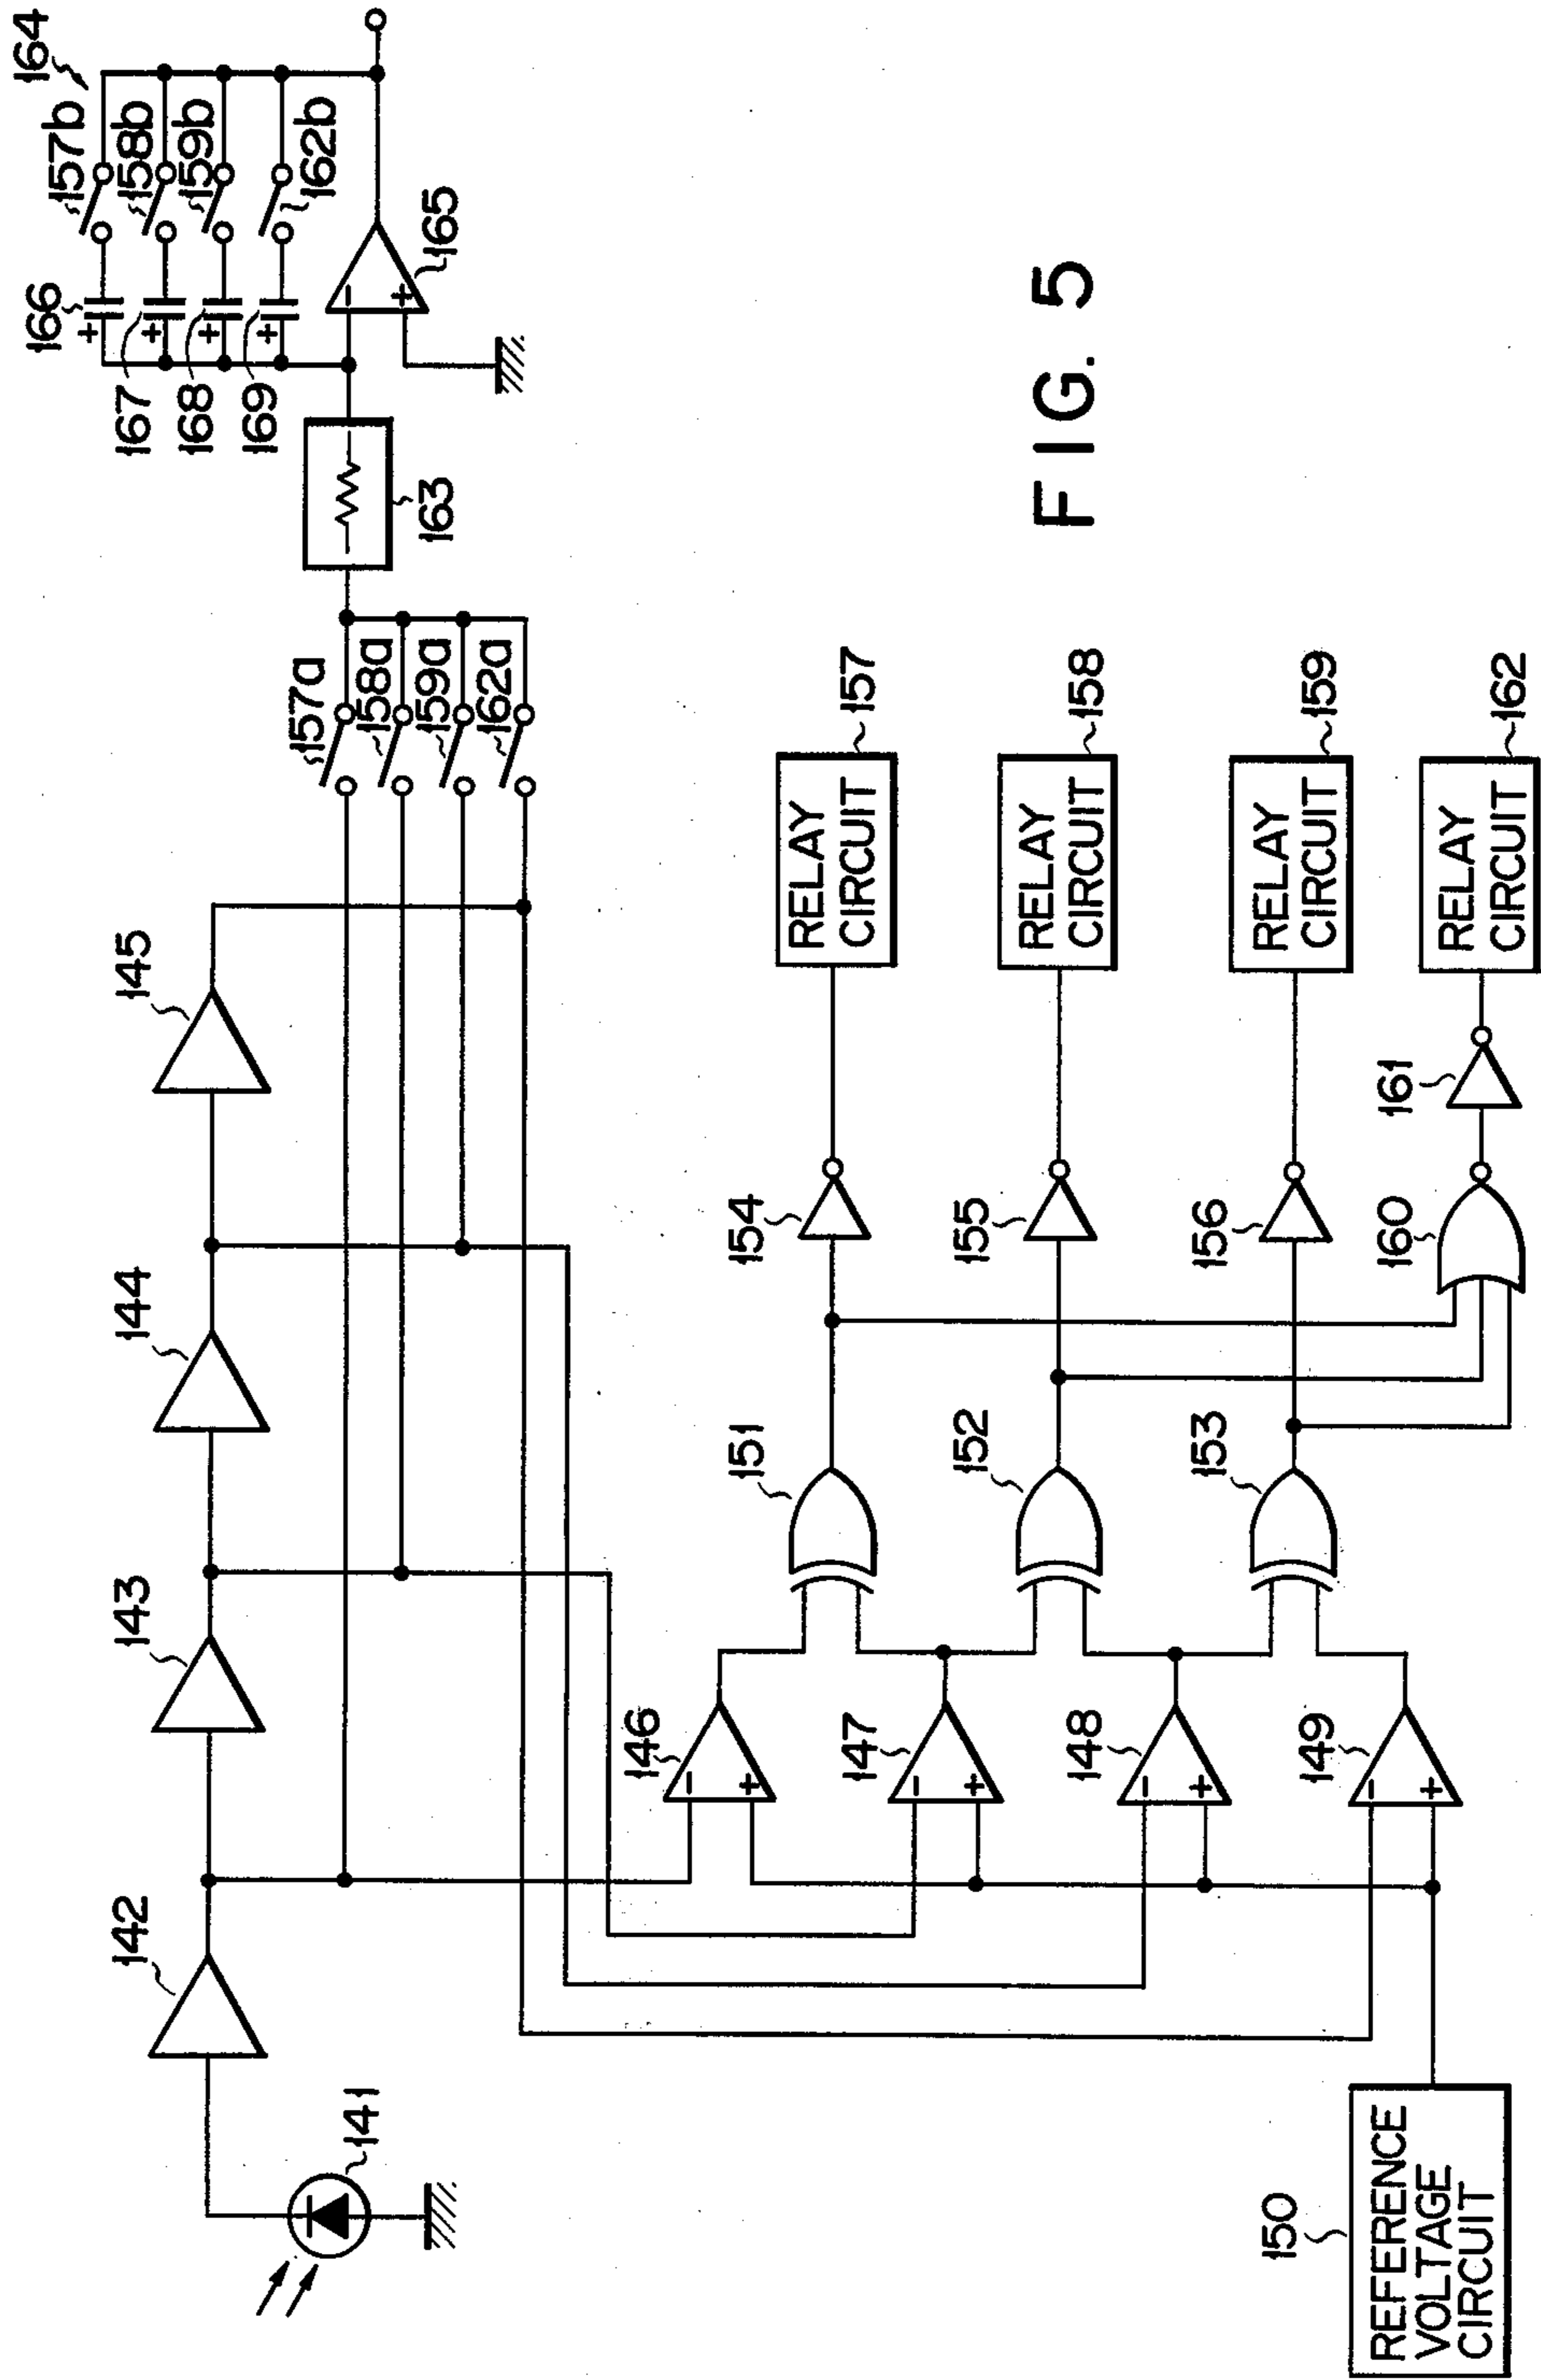 164
157b
158b
159b
162b
166
+
167
+
168
+
169
+
−
+
165
163
157a
158a
159a
162a
145
144
143
142
141
146
−
+
147
−
+
148
−
+
149
−
+
151
152
153
154
155
156
160
161
RELAY
CIRCUIT
157
RELAY
CIRCUIT
158
RELAY
CIRCUIT
159
RELAY
CIRCUIT
162
150
REFERENCE
VOLTAGE
CIRCUIT
FIG. 5